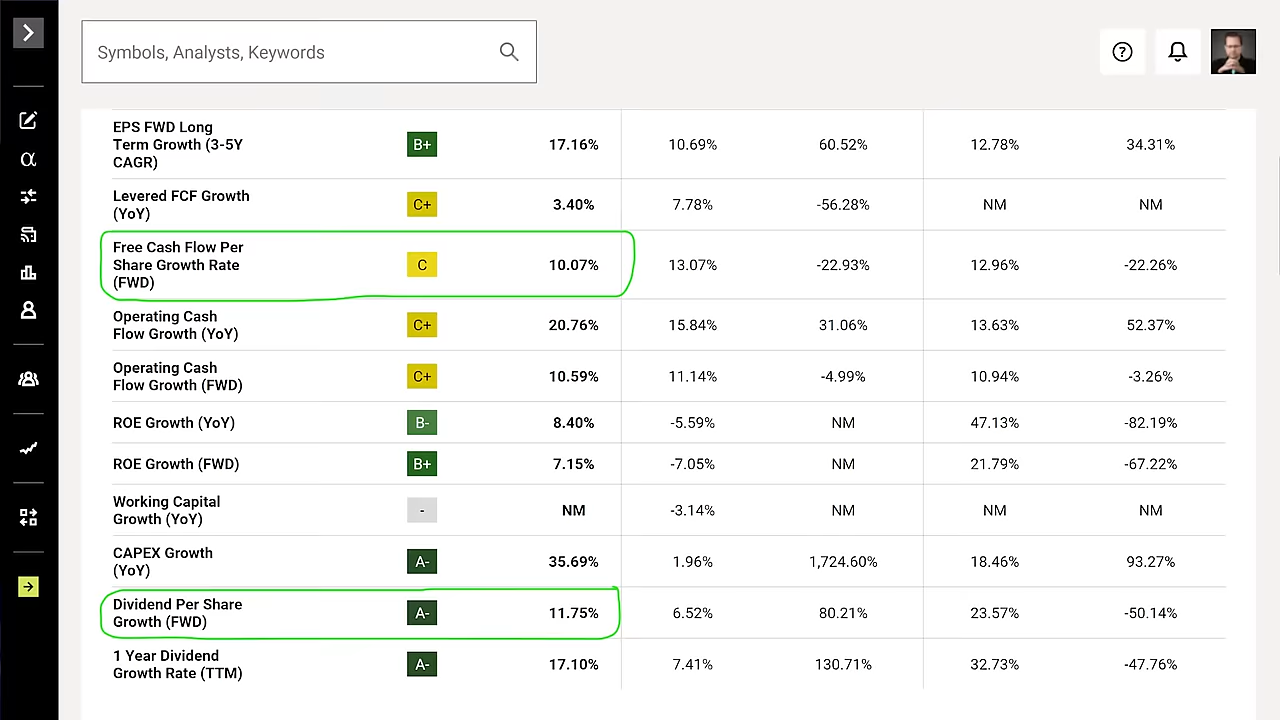 Symbols, Analysts, Keywords
EPS FWD Long
Term Growth (3-5Y
CAGR)
B+ 17.16% 10.69% 60.52% 12.78% 34.31%
Levered FCF Growth
(YoY)
C+ 3.40% 7.78% -56.28% NM NM
Free Cash Flow Per
Share Growth Rate
(FWD)
C 10.07% 13.07% -22.93% 12.96% -22.26%
Operating Cash
Flow Growth (YoY)
C+ 20.76% 15.84% 31.06% 13.63% 52.37%
Operating Cash
Flow Growth (FWD)
C+ 10.59% 11.14% -4.99% 10.94% -3.26%
ROE Growth (YoY) B- 8.40% -5.59% NM 47.13% -82.19%
ROE Growth (FWD) B+ 7.15% -7.05% NM 21.79% -67.22%
Working Capital
Growth (YoY)
- NM -3.14% NM NM NM
CAPEX Growth
(YoY)
A- 35.69% 1.96% 1,724.60% 18.46% 93.27%
Dividend Per Share
Growth (FWD)
A- 11.75% 6.52% 80.21% 23.57% -50.14%
1 Year Dividend
Growth Rate (TTM)
A- 17.10% 7.41% 130.71% 32.73% -47.76%